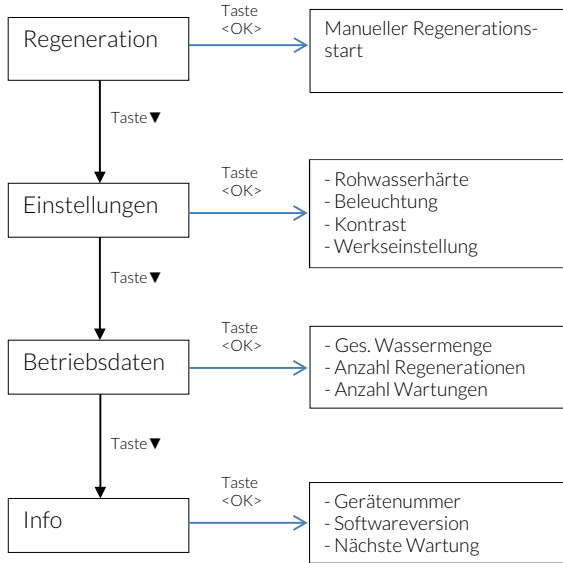 Regeneration
Taste
<OK>
Manueller Regenerations-
start
Taste▼
Einstellungen
Taste
<OK>
- Rohwasserhärte
- Beleuchtung
- Kontrast
- Werkseinstellung
Taste▼
Betriebsdaten
Taste
<OK>
- Ges. Wassermenge
- Anzahl Regenerationen
- Anzahl Wartungen
Taste▼
Info
Taste
<OK>
- Gerätenummer
- Softwareversion
- Nächste Wartung